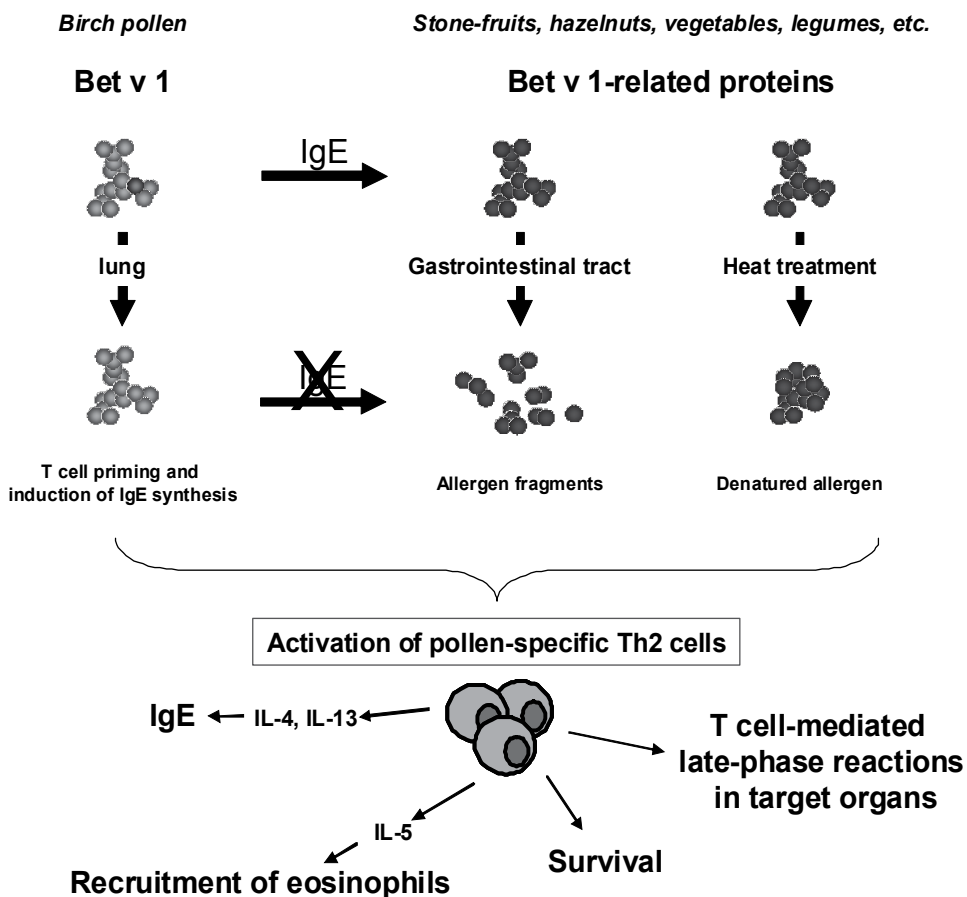 Birch pollen
Stone-fruits, hazelnuts, vegetables, legumes, etc.
Bet v 1
Bet v 1-related proteins
IgE
lung
Gastrointestinal tract
Heat treatment
IgE
T cell priming and
induction of IgE synthesis
Allergen fragments
Denatured allergen
Activation of pollen-specific Th2 cells
IgE
IL-4, IL-13
T cell-mediated
late-phase reactions
in target organs
IL-5
Survival
Recruitment of eosinophils